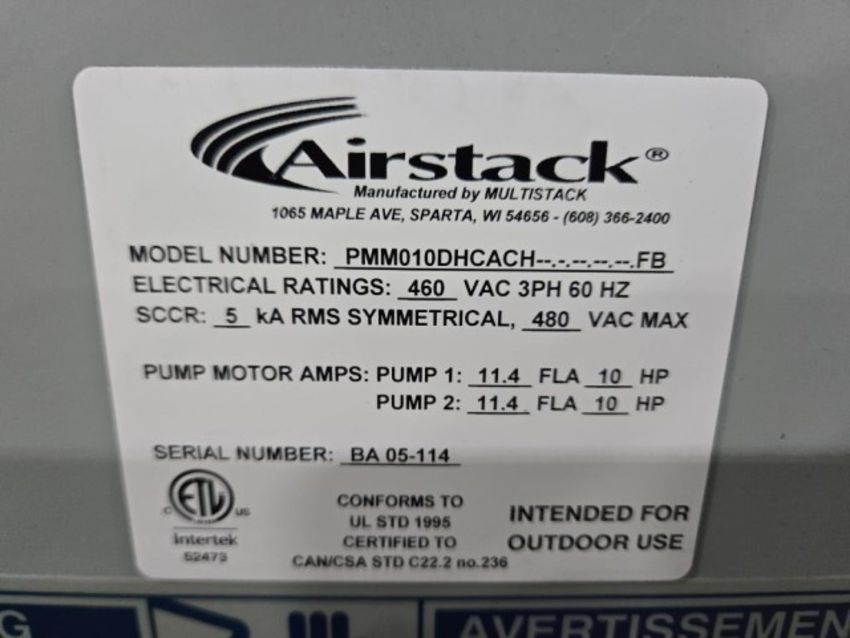 Airstack®
Manufactured by MULTISTACK
1065 MAPLE AVE, SPARTA, WI 54656 - (608) 366-2400
MODEL NUMBER: PMM010DHCACH--.-.--.--.--.FB
ELECTRICAL RATINGS: 460 VAC 3PH 60 HZ
SCCR: 5 kA RMS SYMMETRICAL, 480 VAC MAX
PUMP MOTOR AMPS: PUMP 1: 11.4 FLA 10 HP
PUMP 2: 11.4 FLA 10 HP
SERIAL NUMBER: BA 05-114
C ETL US
Intertek
52473
CONFORMS TO
UL STD 1995
CERTIFIED TO
CAN/CSA STD C22.2 no.236
INTENDED FOR
OUTDOOR USE
G
AVERTISSEMEN